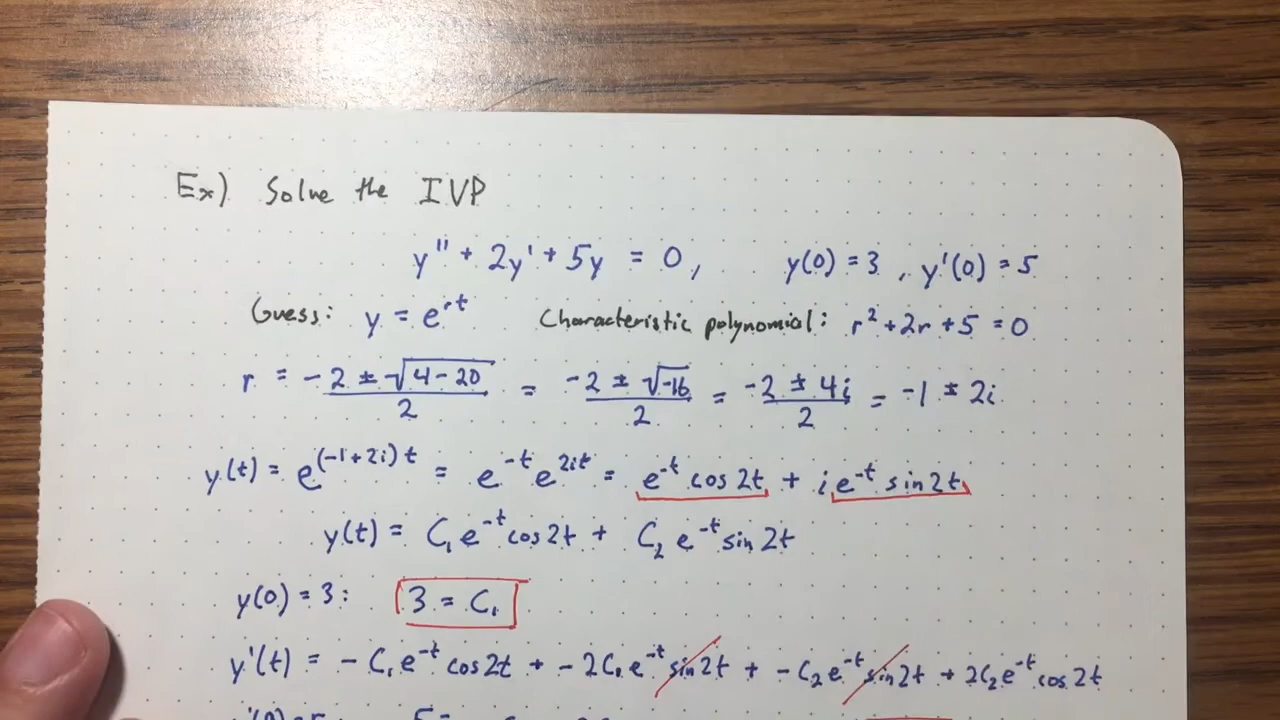 Ex) Solve the IVP
y'' + 2y' + 5y = 0, y(0) = 3, y'(0) = 5
Guess: y = e^{rt} Characteristic polynomial: r² + 2r + 5 = 0
r = \frac{-2 ± √(4-20)}{2} = \frac{-2 ± √-16}{2} = \frac{-2 ± 4i}{2} = -1 ± 2i
y(t) = e^{(-1+2i)t} = e^{-t} e^{2it} = e^{-t} cos 2t + i e^{-t} sin 2t
y(t) = C₁ e^{-t} cos 2t + C₂ e^{-t} sin 2t
y(0) = 3: 3 = C₁
y'(t) = -C₁ e^{-t} cos 2t + -2C₁ e^{-t} sin 2t + -C₂ e^{-t} sin 2t + 2C₂ e^{-t} cos 2t